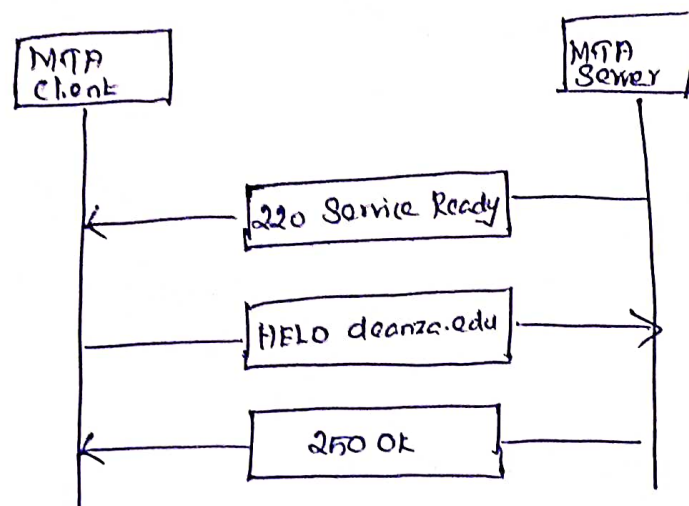 MTA
Client
MTA
Server
220 Service Ready
HELO deanza.edu
250 OK